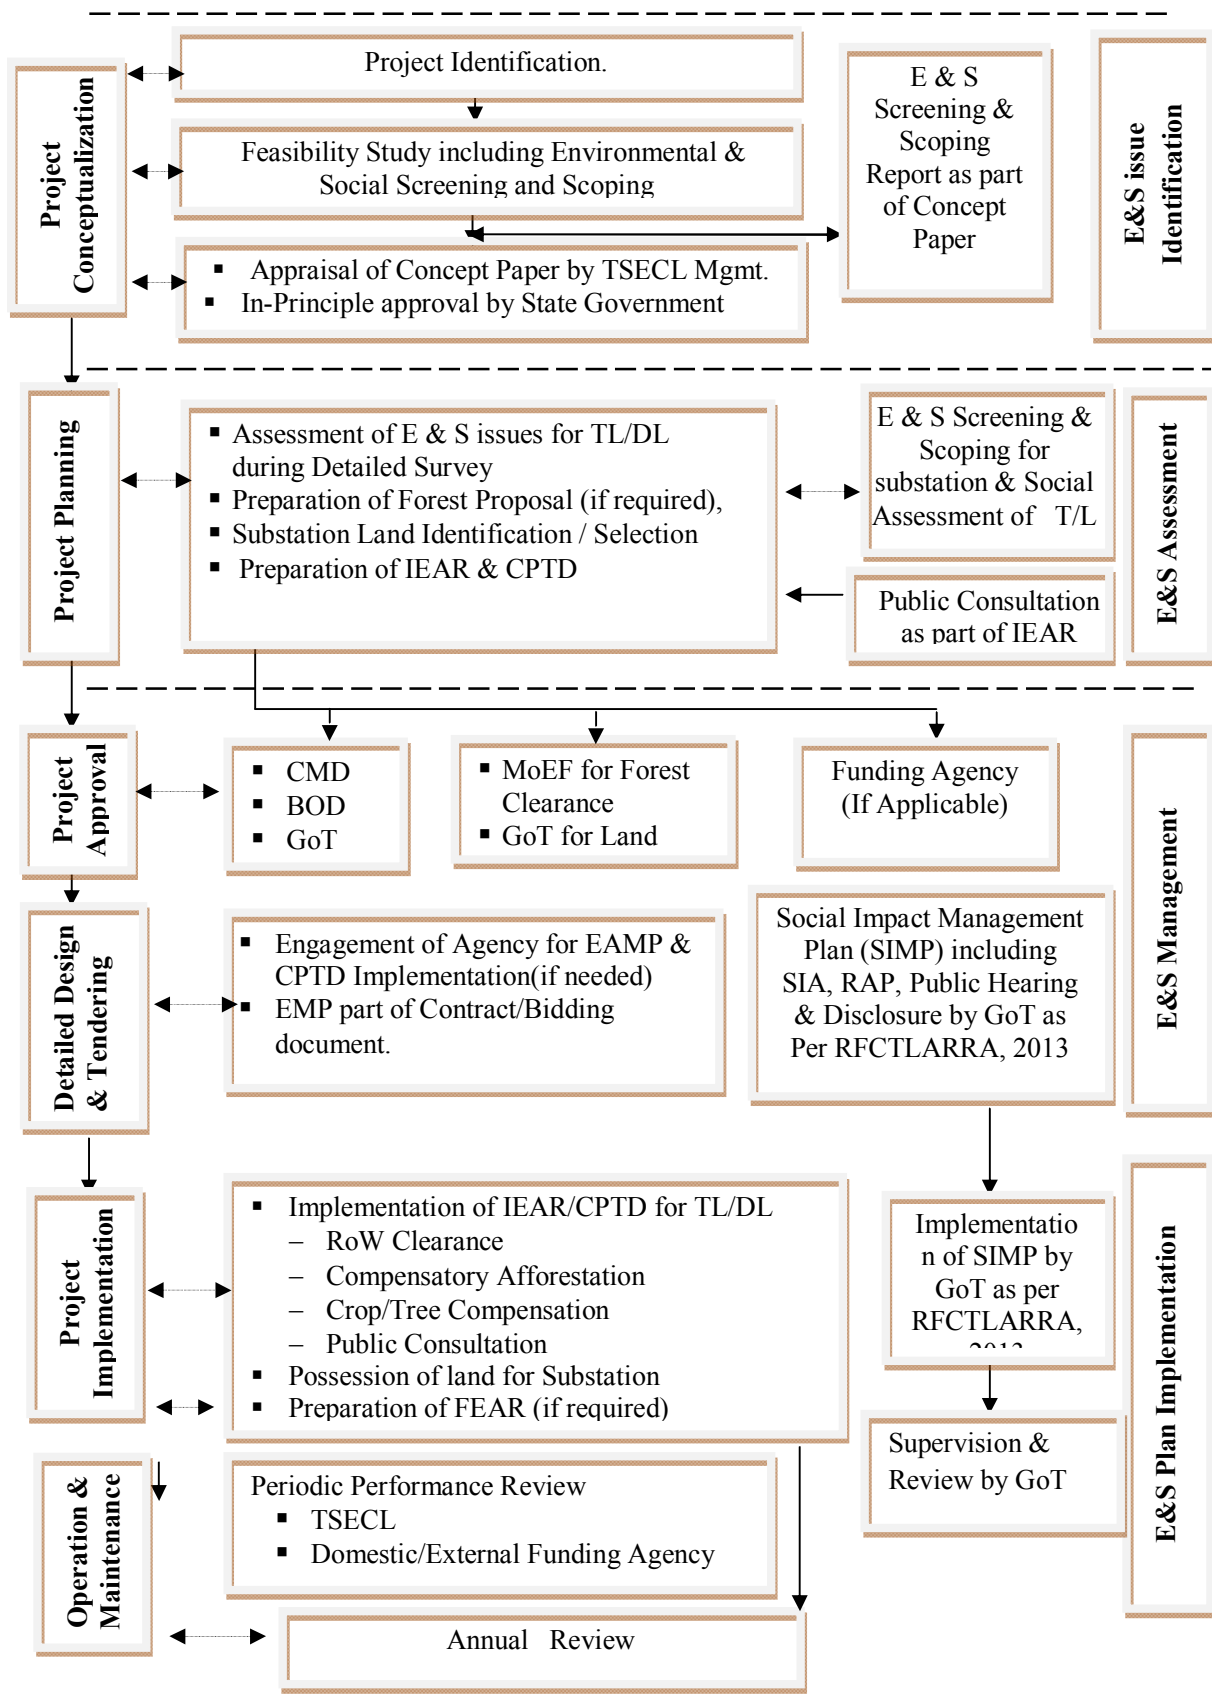 Project
Conceptualization
Project Identification.
Feasibility Study including Environmental &
Social Screening and Scoping
▪ Appraisal of Concept Paper by TSECL Mgmt.
▪ In-Principle approval by State Government
E & S
Screening &
Scoping
Report as part
of Concept
Paper
E&S issue
Identification
Project Planning
▪ Assessment of E & S issues for TL/DL
during Detailed Survey
▪ Preparation of Forest Proposal (if required),
▪ Substation Land Identification / Selection
▪ Preparation of IEAR & CPTD
E & S Screening &
Scoping for
substation & Social
Assessment of T/L
Public Consultation
as part of IEAR
E&S Assessment
Project
Approval
▪ CMD
▪ BOD
▪ GoT
▪ MoEF for Forest
Clearance
▪ GoT for Land
Funding Agency
(If Applicable)
E&S Management
Detailed Design
& Tendering
▪ Engagement of Agency for EAMP &
CPTD Implementation(if needed)
▪ EMP part of Contract/Bidding
document.
Social Impact Management
Plan (SIMP) including
SIA, RAP, Public Hearing
& Disclosure by GoT as
Per RFCTLARRA, 2013
Project
Implementation
▪ Implementation of IEAR/CPTD for TL/DL
– RoW Clearance
– Compensatory Afforestation
– Crop/Tree Compensation
– Public Consultation
▪ Possession of land for Substation
▪ Preparation of FEAR (if required)
Implementatio
n of SIMP by
GoT as per
RFCTLARRA,
2013
Supervision &
Review by GoT
E&S Plan Implementation
Operation &
Maintenance
Periodic Performance Review
▪ TSECL
▪ Domestic/External Funding Agency
Annual Review